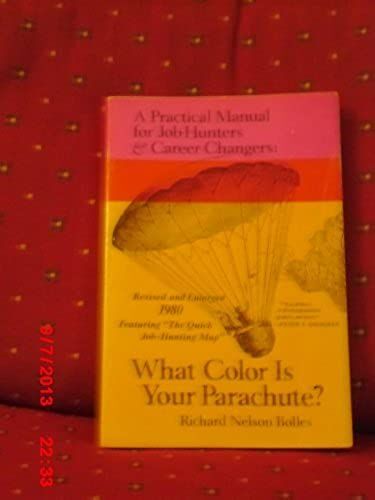 A Practical Manual
for Job-Hunters
& Career Changers:
Revised and Enlarged
1980
Featuring "The Quick
Job-Hunting Map"
What Color Is
Your Parachute?
Richard Nelson Bolles
9/7/2013 22:33